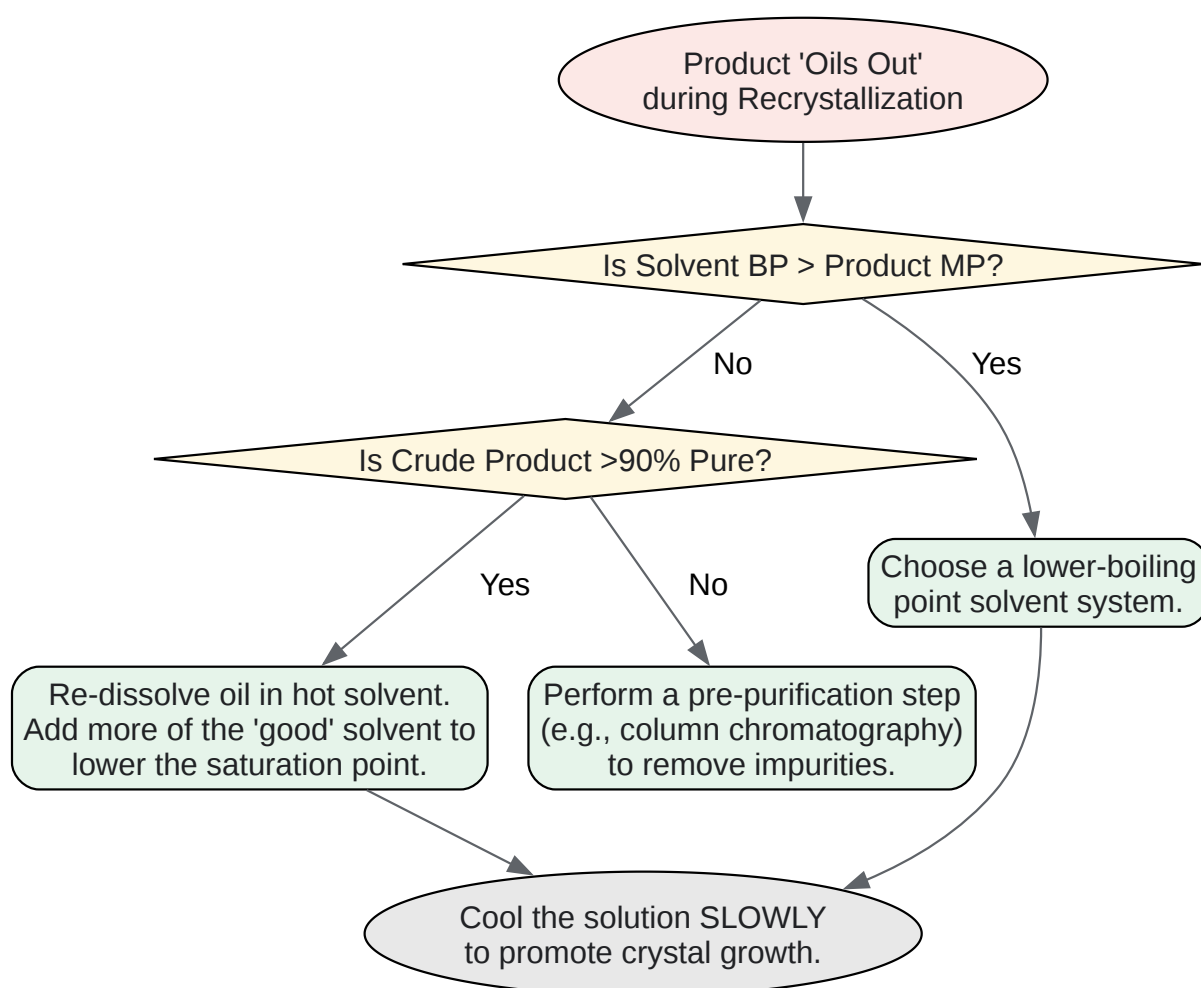 Product 'Oils Out'
during Recrystallization
Is Solvent BP > Product MP?
No
Yes
Is Crude Product >90% Pure?
Yes
No
Choose a lower-boiling
point solvent system.
Re-dissolve oil in hot solvent.
Add more of the 'good' solvent to
lower the saturation point.
Perform a pre-purification step
(e.g., column chromatography)
to remove impurities.
Cool the solution SLOWLY
to promote crystal growth.